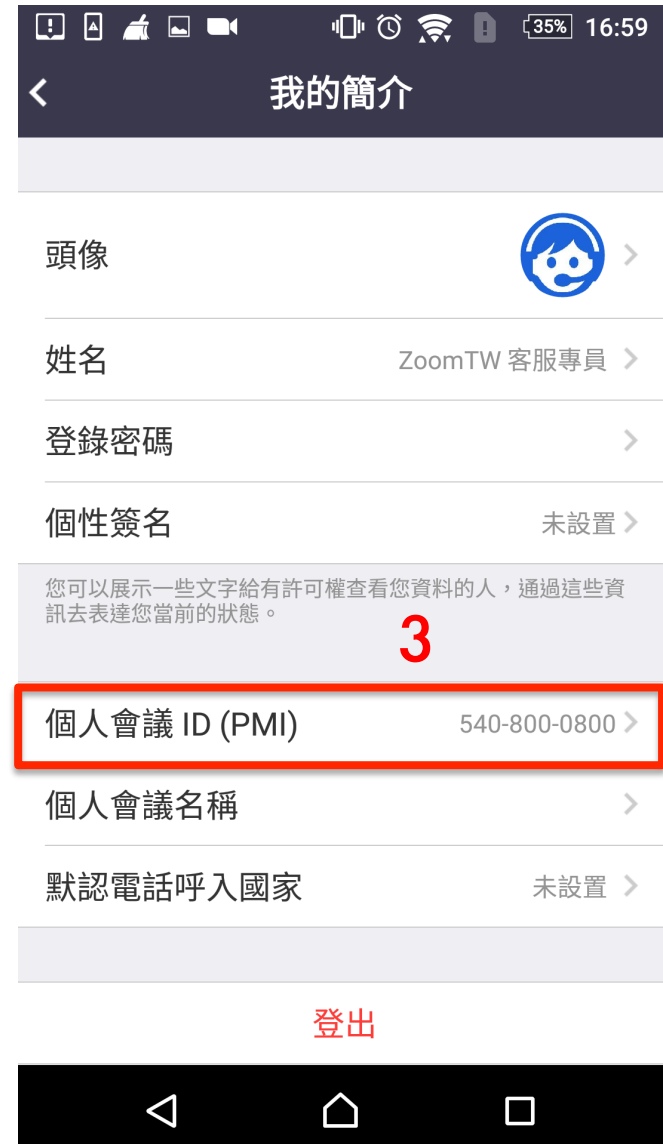 35% 16:59
我的簡介
頭像
姓名 ZoomTW 客服專員
登錄密碼
個性簽名 未設置
您可以展示一些文字給有許可權查看您資料的人，通過這些資
訊去表達您當前的狀態。
3
個人會議 ID (PMI) 540-800-0800
個人會議名稱
默認電話呼入國家 未設置
登出